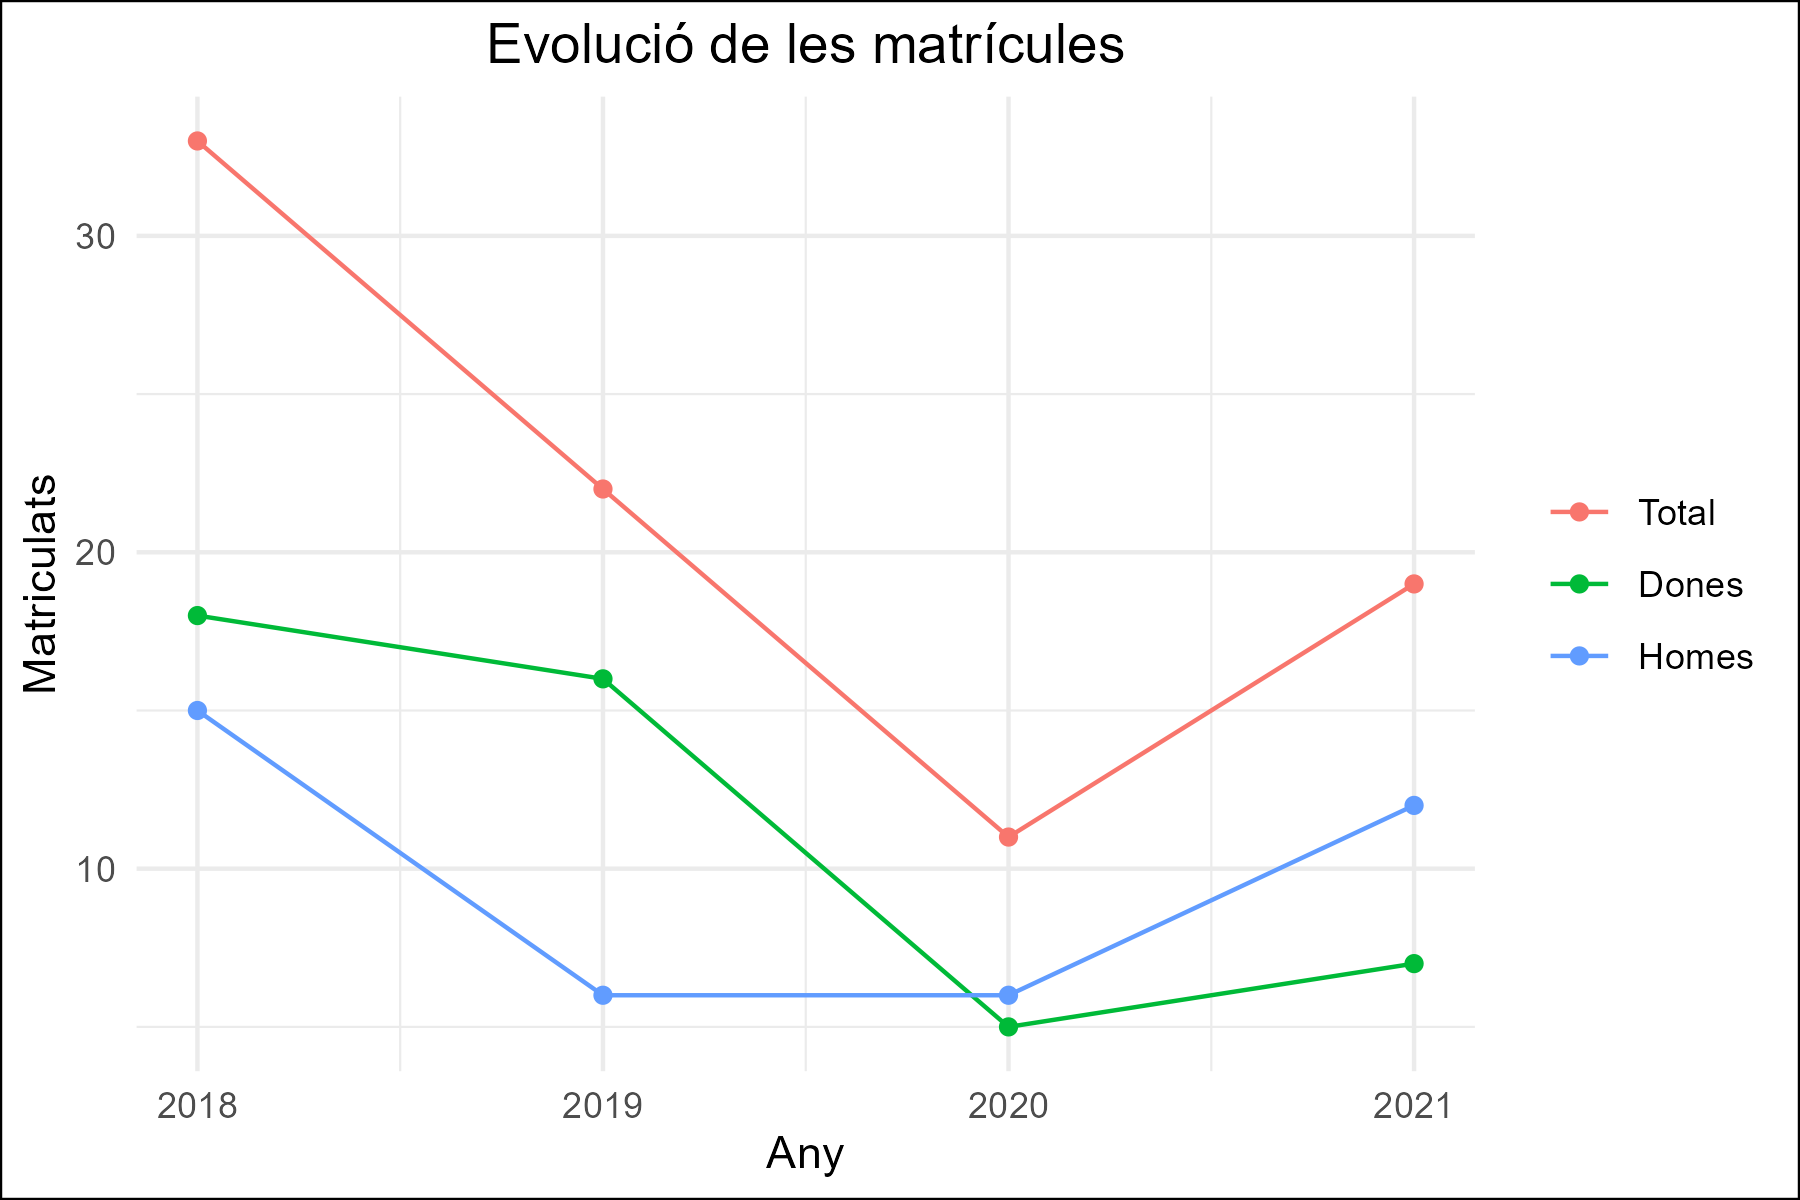 Evolució de les matrícules
Matriculats
30
20
10
2018
2019
2020
2021
Any
Total
Dones
Homes